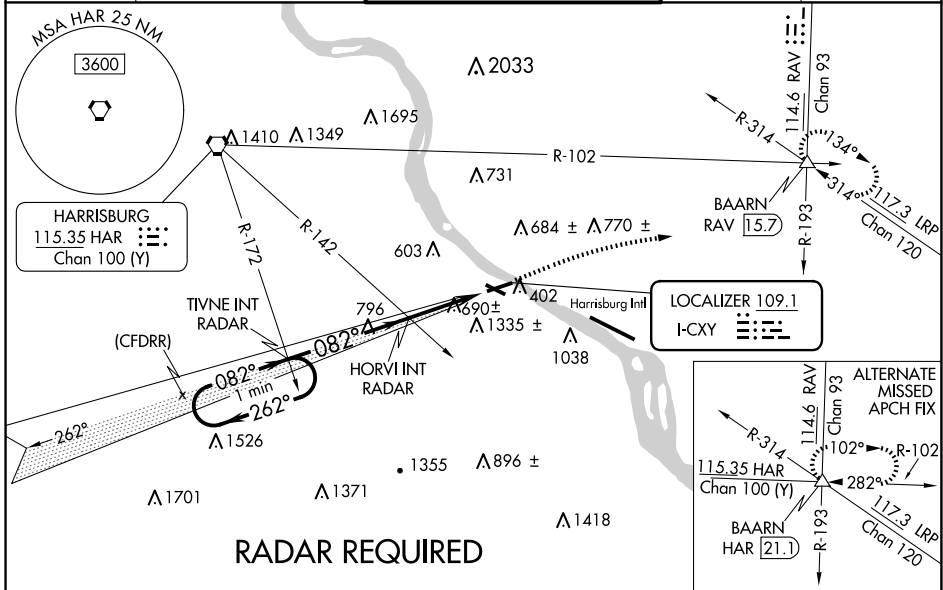 MSA HAR 25 NM
3600
2033
1695
1410
1349
R-102
731
HARRISBURG
115.35 HAR
Chan 100 (Y)
R-172
R-142
603
684 ±
770 ±
TIVNE INT
RADAR
796
690±
402
Harrisburg Intl
1335 ±
1038
(CFDRR)
082°
082°
1 min
262°
HORVI INT
RADAR
262°
1526
1355
896 ±
1701
1371
1418
RADAR REQUIRED
114.6 RAV
Chan 93
R-314
134°
314°
BAARN
RAV 15.7
R-193
117.3 LRP
Chan 120
LOCALIZER 109.1
I-CXY
ALTERNATE
MISSED
APCH FIX
114.6 RAV
Chan 93
R-314
102°
R-102
115.35 HAR
Chan 100 (Y)
282°
BAARN
HAR 21.1
R-193
117.3 LRP
Chan 120